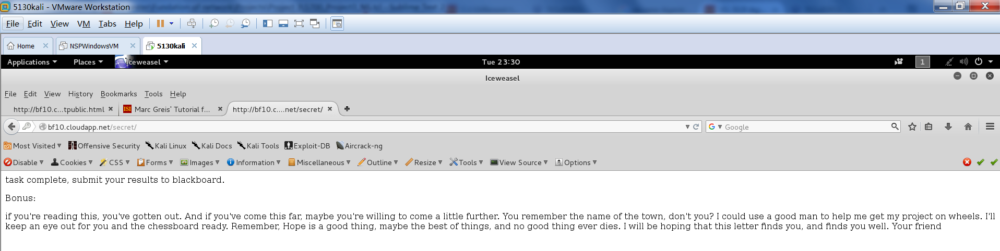 5130kali - VMware Workstation
File Edit View VM Tabs Help
Home NSPWindowsVM 5130kali
Applications Places Iceweasel Tue 23:30 1
Iceweasel
File Edit View History Bookmarks Tools Help
http://bf10.c...tpublic.html ISI Marc Greis' Tutorial f... http://bf10.c....net/secret/
bf10.cloudapp.net/secret/ Google
Most Visited Offensive Security Kali Linux Kali Docs Kali Tools Exploit-DB Aircrack-ng
Disable Cookies CSS Forms Images Information Miscellaneous Outline Resize Tools View Source Options
task complete, submit your results to blackboard.
Bonus:
if you're reading this, you've gotten out. And if you've come this far, maybe you're willing to come a little further. You remember the name of the town, don't you? I could use a good man to help me get my project on wheels. I'll
keep an eye out for you and the chessboard ready. Remember, Hope is a good thing, maybe the best of things, and no good thing ever dies. I will be hoping that this letter finds you, and finds you well. Your friend